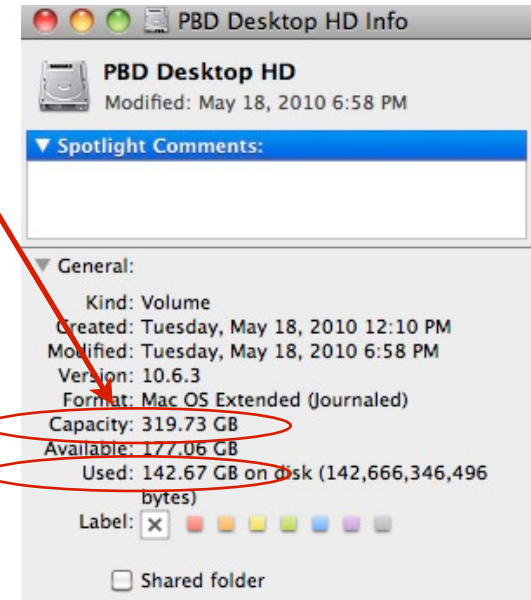 PBD Desktop HD Info
PBD Desktop HD
Modified: May 18, 2010 6:58 PM
▼ Spotlight Comments:
▼ General:
Kind: Volume
Created: Tuesday, May 18, 2010 12:10 PM
Modified: Tuesday, May 18, 2010 6:58 PM
Version: 10.6.3
Format: Mac OS Extended (Journaled)
Capacity: 319.73 GB
Available: 177.06 GB
Used: 142.67 GB on disk (142,666,346,496
bytes)
Label:
Shared folder